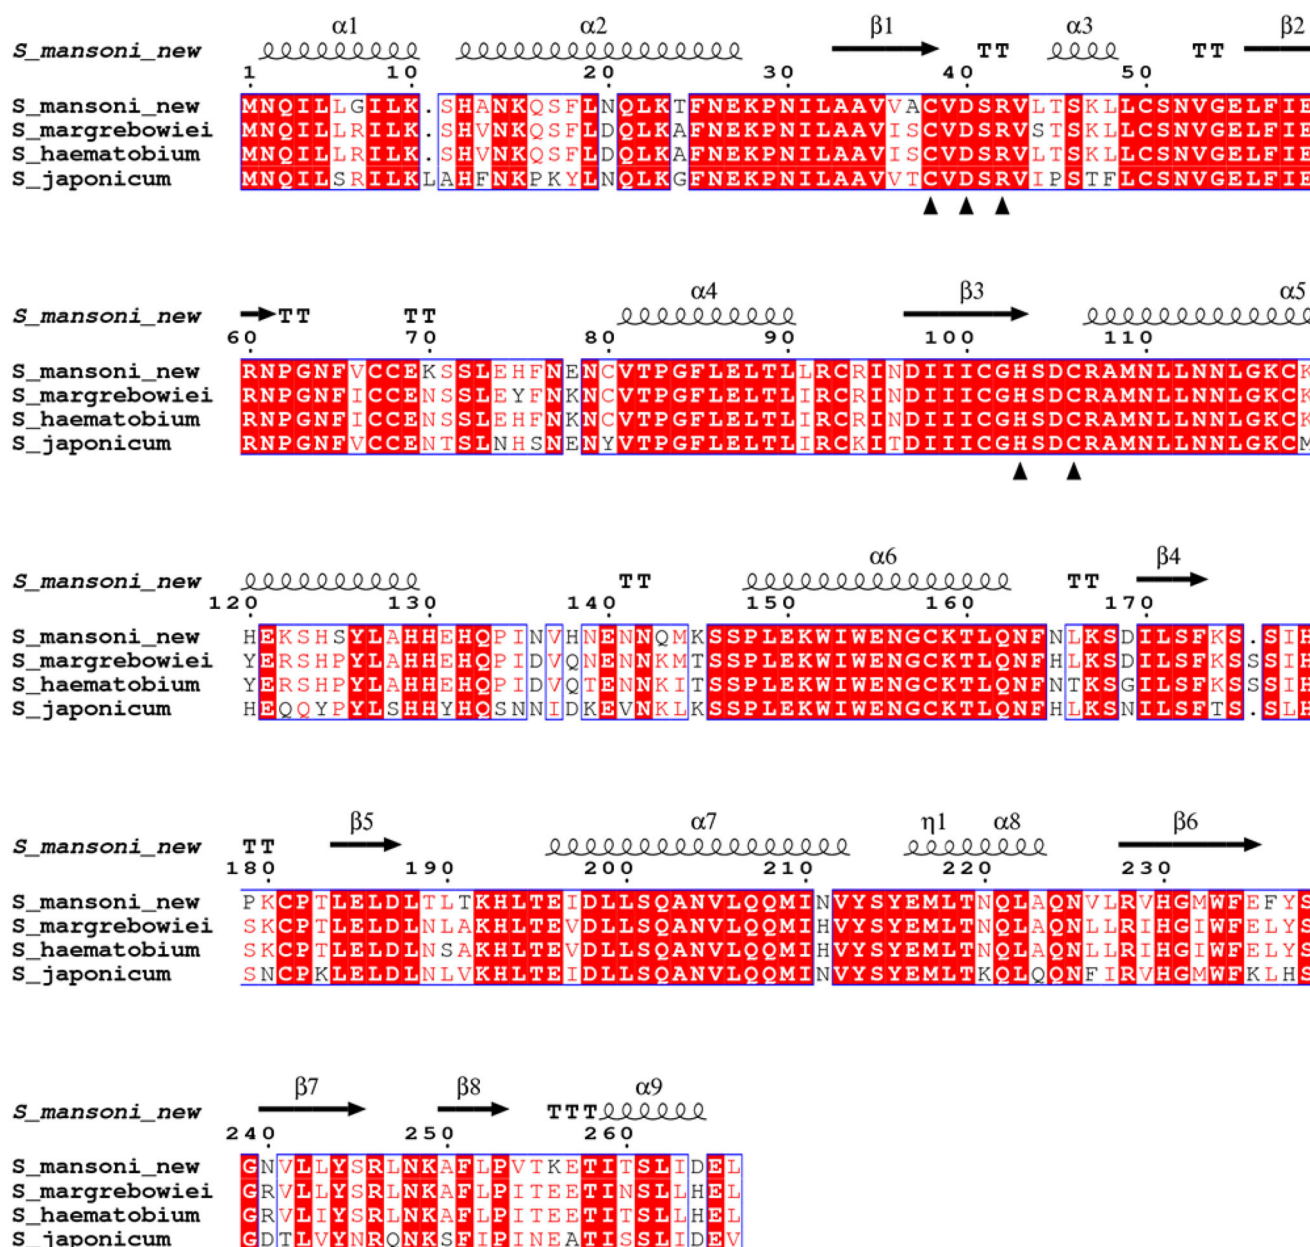 α1 α2 β1 α3 β2
S_mansoni_new TT TT
1 10 20 30 40 50
S_mansoni_new MNQILLGILK.SHANKQSFLNQLKTFNEKPNILAAVVACVDSRVLTSKLLCSNVGELFIE
S_margrebowiei MNQILLRILK.SHVNKQSFLDQLKAFNEKPNILAAVVISCVDSRVSTSKLLCSNVGELFIE
S_haematobium MNQILLRILK.SHVNKQSFLDQLKAFNEKPNILAAVVISCVDSRVLTSKLLCSNVGELFIE
S_japonicum MNQILSRILKLAHFNKPKYLNQLKGFNEKPNILAAVVTCVDSRVIPSTFLCSNVGELFIE
α4 β3 α5
S_mansoni_new TT TT
60 70 80 90 100 110
S_mansoni_new RNPGNFVCCEKSSLEHFNENCVTPGFLELTLLRCRINDIIICGHSDCRAMNLLNNLGKCK
S_margrebowiei RNPGNFICCENSSLEYFNKNCVTPGFLELTLIRCRINDIIICGHSDCRAMNLLNNLGKCK
S_haematobium RNPGNFICCENSSLEHFNKNCVTPGFLELTLIRCRINDIIICGHSDCRAMNLLNNLGKCK
S_japonicum RNPGNFVCCENTSLNHSNENYVTPGFLELTLIRCKITDIIICGHSDCRAMNLLNNLGKCM
α6 β4
S_mansoni_new TT TT
120 130 140 150 160 170
S_mansoni_new HEKSHSYLAHHEHQPINVHNENNQMKSSPLEKWIWENGCKTLQNFNLKSDILSFKS.SIH
S_margrebowiei YERSHPYLAHHEHQPIDVQNENNKMTSSPLEKWIWENGCKTLQNFHLKSDILSFKSSSIH
S_haematobium YERSHPYLAHHEHQPIDVQTENNKITSSPLEKWIWENGCKTLQNFNTKSGILSFKSSSIH
S_japonicum HEQQYPYLSHHYHQSNNIDKEVNKLKSSPLEKWIWENGCKTLQNFHLKSNILSFTS.SLH
β5 α7 η1 α8 β6
S_mansoni_new TT
180 190 200 210 220 230
S_mansoni_new PKCPTLELDLTLTKHLTEIDLLSQANVLQQMINVYSYEMLTNQLAQNVLRVHGMWFEFYS
S_margrebowiei SKCPTLELDLNLAKHLTEVDLLSQANVLQQMIHVYSYEMLTNQLAQNLLRIHGIWFELYS
S_haematobium SKCPTLELDLNSAKHLTEVDLLSQANVLQQMIHVYSYEMLTNQLAQNLLRIHGIWFELYS
S_japonicum SNCPKLELDLNLVKHLTEIDLLSQANVLQQMINVYSYEMLTKQLQQNFIRVHGMWFKLHS
β7 β8 α9
S_mansoni_new TTT
240 250 260
S_mansoni_new GNVLLYSRLNKAFLPVTKETITSLIDEL
S_margrebowiei GRVLLYSRLNKAFLPITEETINSLLHEL
S_haematobium GRVLIYSRLNKAFLPITEETITSLLHEL
S_japonicum GDTLVYNRQNKSFIPINEATISSLIDEV